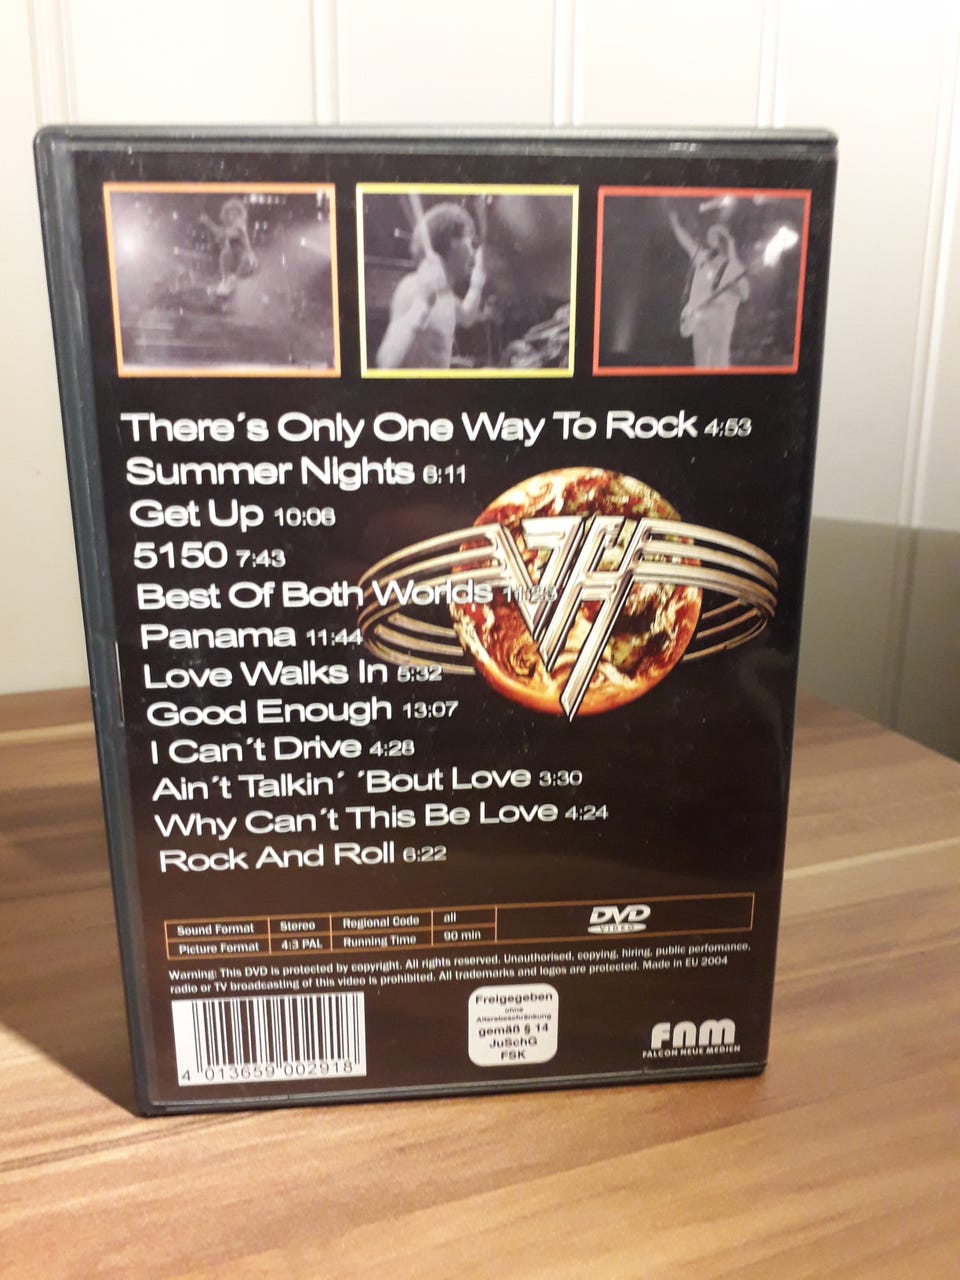 There´s Only One Way To Rock 4:53
Summer Nights 6:11
Get Up 10:06
5150 7:43
Best Of Both Worlds
Panama 11:44
Love Walks In 5:32
Good Enough 13:07
I Can´t Drive 4:28
Ain´t Talkin´ ´Bout Love 3:30
Why Can´t This Be Love 4:24
Rock And Roll 6:22
VH
Sound Format Stereo Regional Code all
Picture Format 4:3 PAL Running Time 90 min
DVD
VIDEO
Warning: This DVD is protected by copyright. All rights reserved. Unauthorised, copying, hiring, public perfomance,
radio or TV broadcasting of this video is prohibited. All trademarks and logos are protected. Made in EU 2004
4 013659 002918
Freigegeben
ohne
Altersbeschränkung
gemäß § 14
JuSchG
FSK
FNM
FALCON NEUE MEDIEN